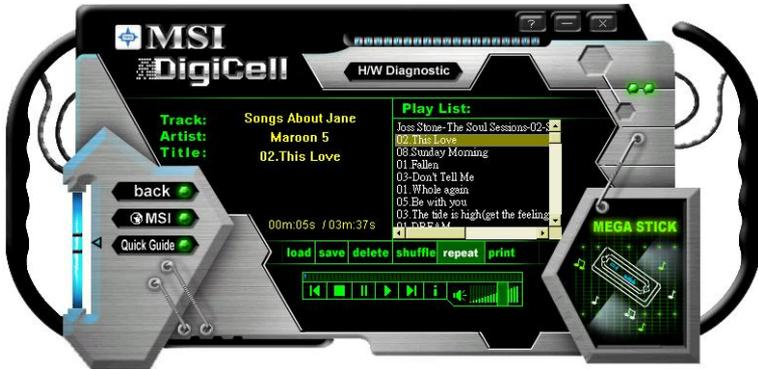 ?
MSI
DigiCell
H/W Diagnostic
Track: Songs About Jane
Artist: Maroon 5
Title: 02.This Love
Play List:
Joss Stone-The Soul Sessions-02-S
02.This Love
08.Sunday Morning
01.Fallen
03-Don't Tell Me
01.Whole again
05.Be with you
03.The tide is high(get the feeling
01.DREAM
back
MSI
Quick Guide
00m:05s / 03m:37s
load save delete shuffle repeat print
i
MEGA STICK